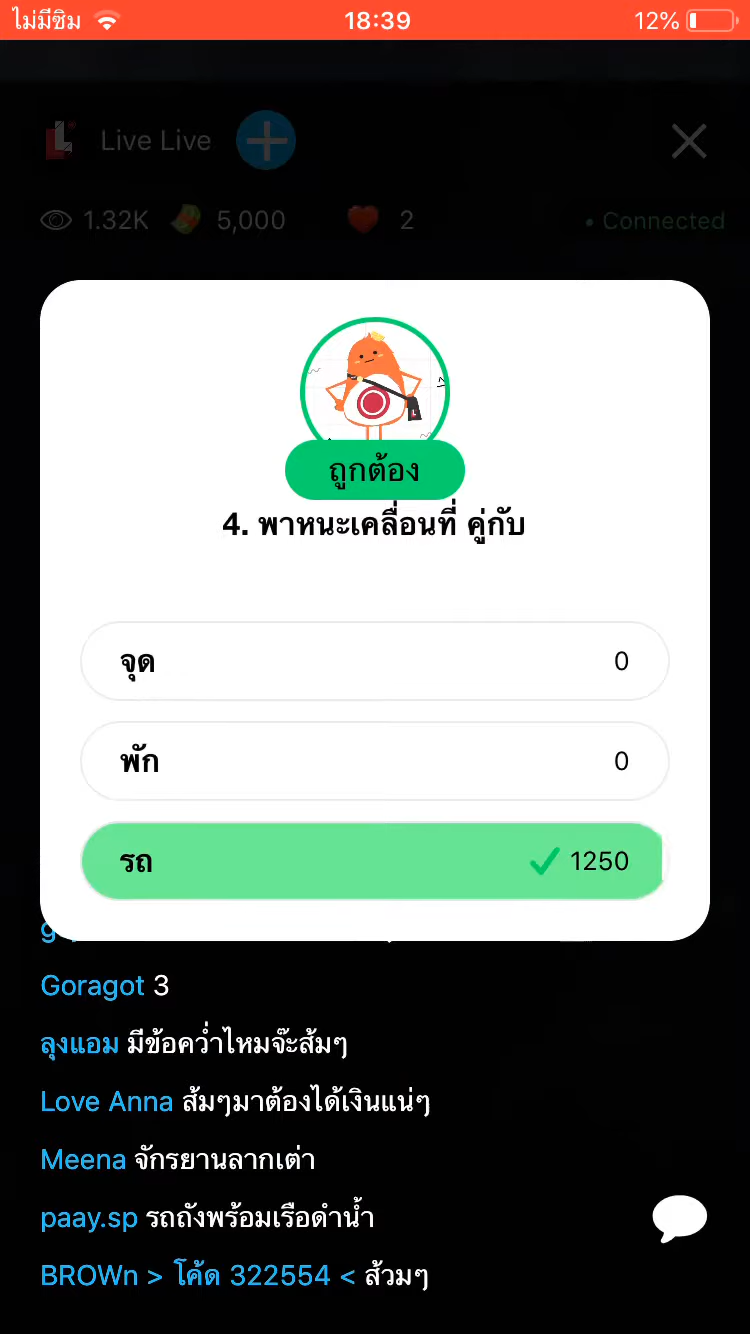 ไม่มีซิม 18:39 12%
Live Live
1.32K 5,000 2 • Connected
ถูกต้อง
4. พาหนะเคลื่อนที่ คู่กับ
จุด 0
พัก 0
รถ 1250
Goragot 3
ลุงแอม มีข้อคว่ำไหมจ๊ะส้มๆ
Love Anna ส้มๆมาต้องได้เงินแน่ๆ
Meena จักรยานลากเต่า
paay.sp รถถังพร้อมเรือดำน้ำ
BROWn > โค้ด 322554 < ส้วมๆ